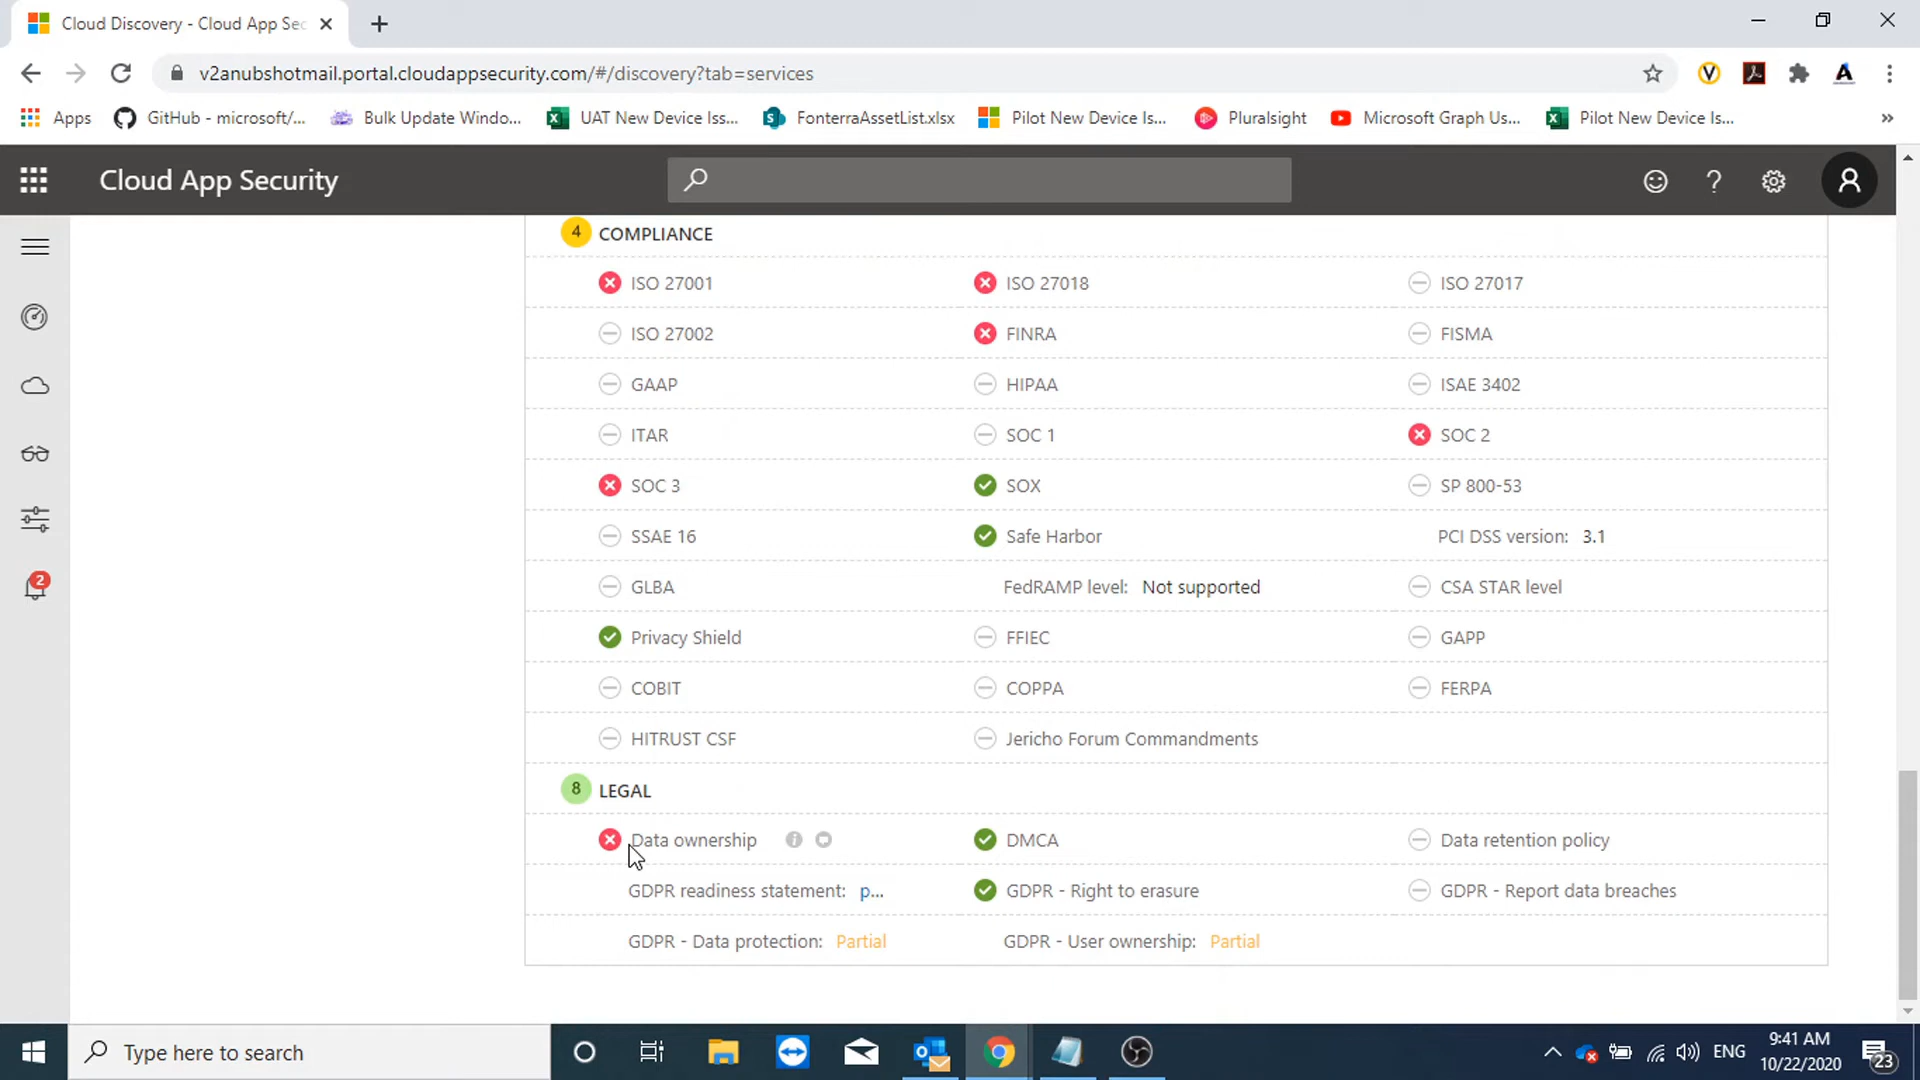 Cloud Discovery - Cloud App Sec
v2anubshotmail.portal.cloudappsecurity.com/#/discovery?tab=services
Apps GitHub - microsoft/... Bulk Update Windo... UAT New Device Iss... FonterraAssetList.xlsx Pilot New Device Is... Pluralsight Microsoft Graph Us... Pilot New Device Is... »
Cloud App Security
4 COMPLIANCE
ISO 27001 ISO 27018 ISO 27017
ISO 27002 FINRA FISMA
GAAP HIPAA ISAE 3402
ITAR SOC 1 SOC 2
SOC 3 SOX SP 800-53
SSAE 16 Safe Harbor PCI DSS version: 3.1
GLBA FedRAMP level: Not supported CSA STAR level
Privacy Shield FFIEC GAPP
COBIT COPPA FERPA
HITRUST CSF Jericho Forum Commandments
2
8 LEGAL
Data ownership DMCA Data retention policy
GDPR readiness statement: p... GDPR - Right to erasure GDPR - Report data breaches
GDPR - Data protection: Partial GDPR - User ownership: Partial
Type here to search
ENG
9:41 AM
10/22/2020
23